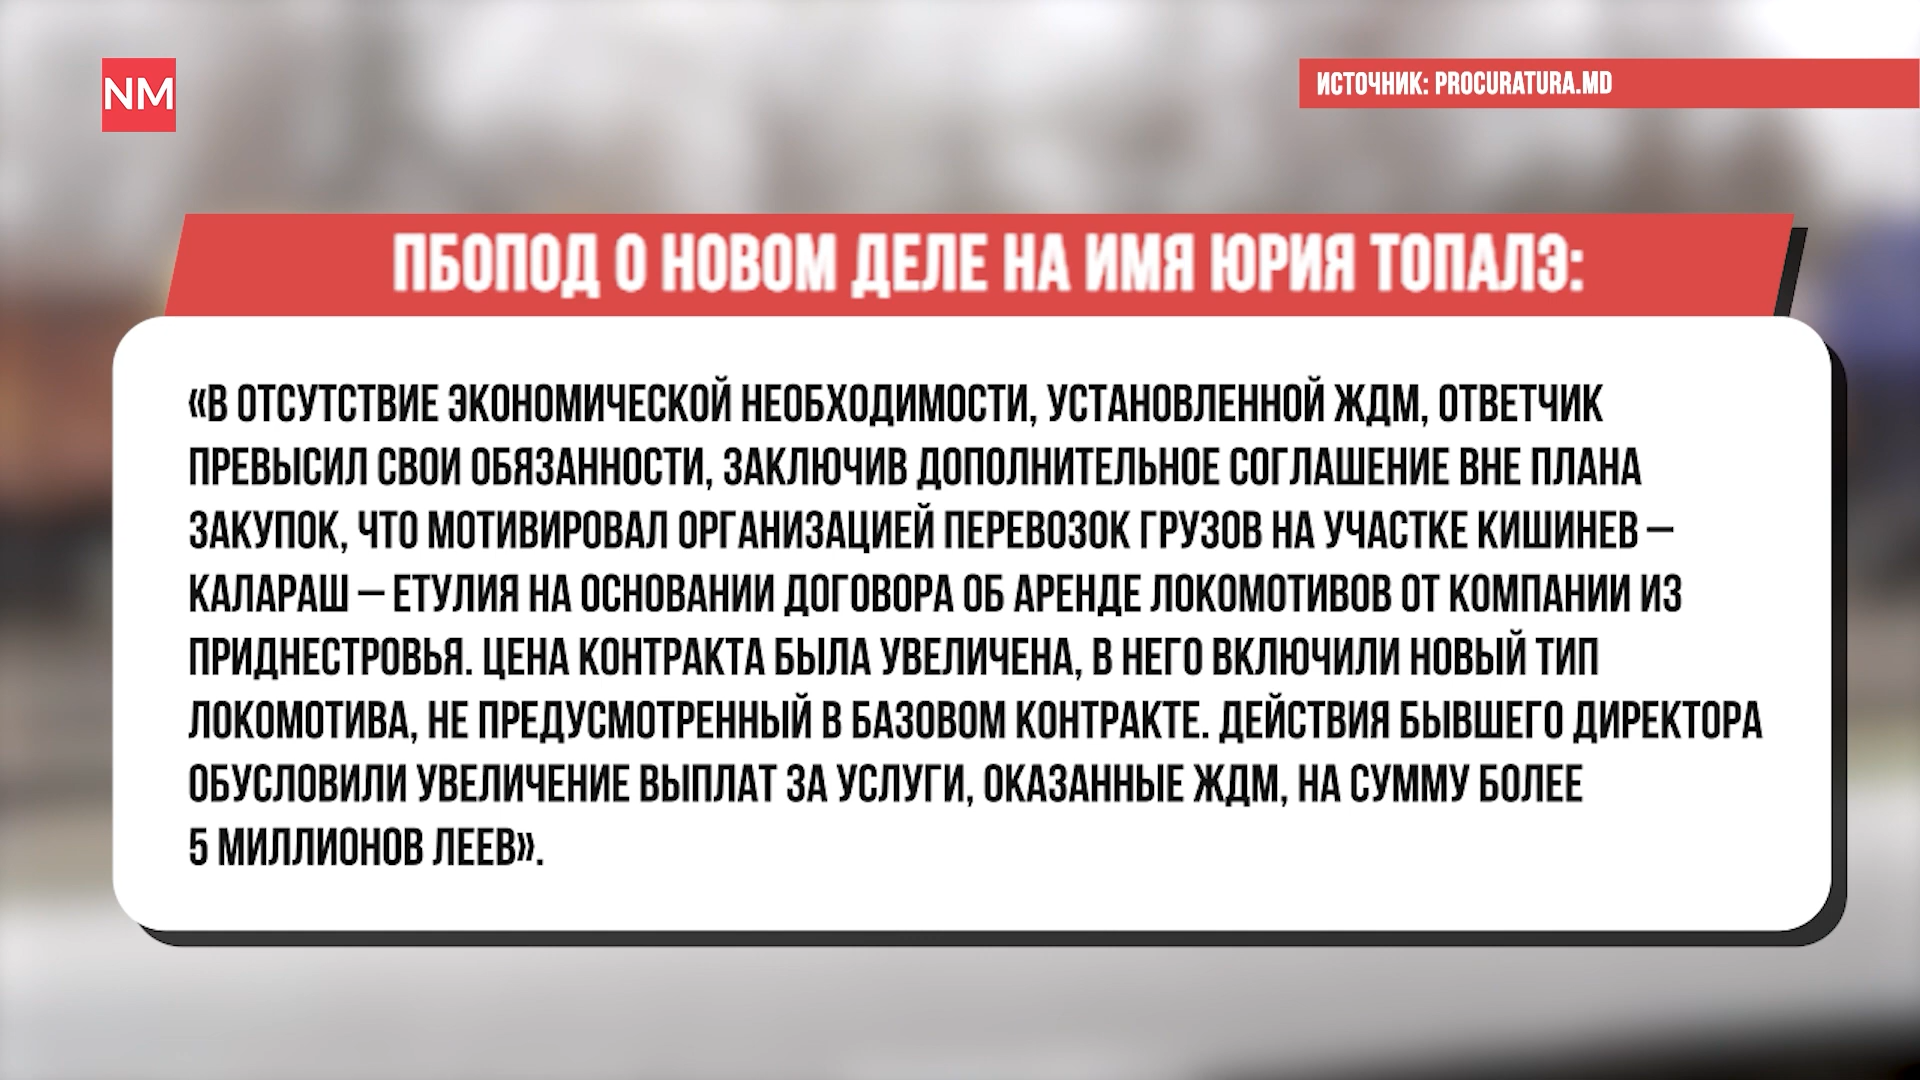 NM
ИСТОЧНИК: PROCURATURA.MD
ПБОПОД О НОВОМ ДЕЛЕ НА ИМЯ ЮРИЯ ТОПАЛЭ:
«В ОТСУТСТВИЕ ЭКОНОМИЧЕСКОЙ НЕОБХОДИМОСТИ, УСТАНОВЛЕННОЙ ЖДМ, ОТВЕТЧИК
ПРЕВЫСИЛ СВОИ ОБЯЗАННОСТИ, ЗАКЛЮЧИВ ДОПОЛНИТЕЛЬНОЕ СОГЛАШЕНИЕ ВНЕ ПЛАНА
ЗАКУПОК, ЧТО МОТИВИРОВАЛ ОРГАНИЗАЦИЕЙ ПЕРЕВОЗОК ГРУЗОВ НА УЧАСТКЕ КИШИНЕВ –
КАЛАРАШ – ЕТУЛИЯ НА ОСНОВАНИИ ДОГОВОРА ОБ АРЕНДЕ ЛОКОМОТИВОВ ОТ КОМПАНИИ ИЗ
ПРИДНЕСТРОВЬЯ. ЦЕНА КОНТРАКТА БЫЛА УВЕЛИЧЕНА, В НЕГО ВКЛЮЧИЛИ НОВЫЙ ТИП
ЛОКОМОТИВА, НЕ ПРЕДУСМОТРЕННЫЙ В БАЗОВОМ КОНТРАКТЕ. ДЕЙСТВИЯ БЫВШЕГО ДИРЕКТОРА
ОБУСЛОВИЛИ УВЕЛИЧЕНИЕ ВЫПЛАТ ЗА УСЛУГИ, ОКАЗАННЫЕ ЖДМ, НА СУММУ БОЛЕЕ
5 МИЛЛИОНОВ ЛЕЕВ».